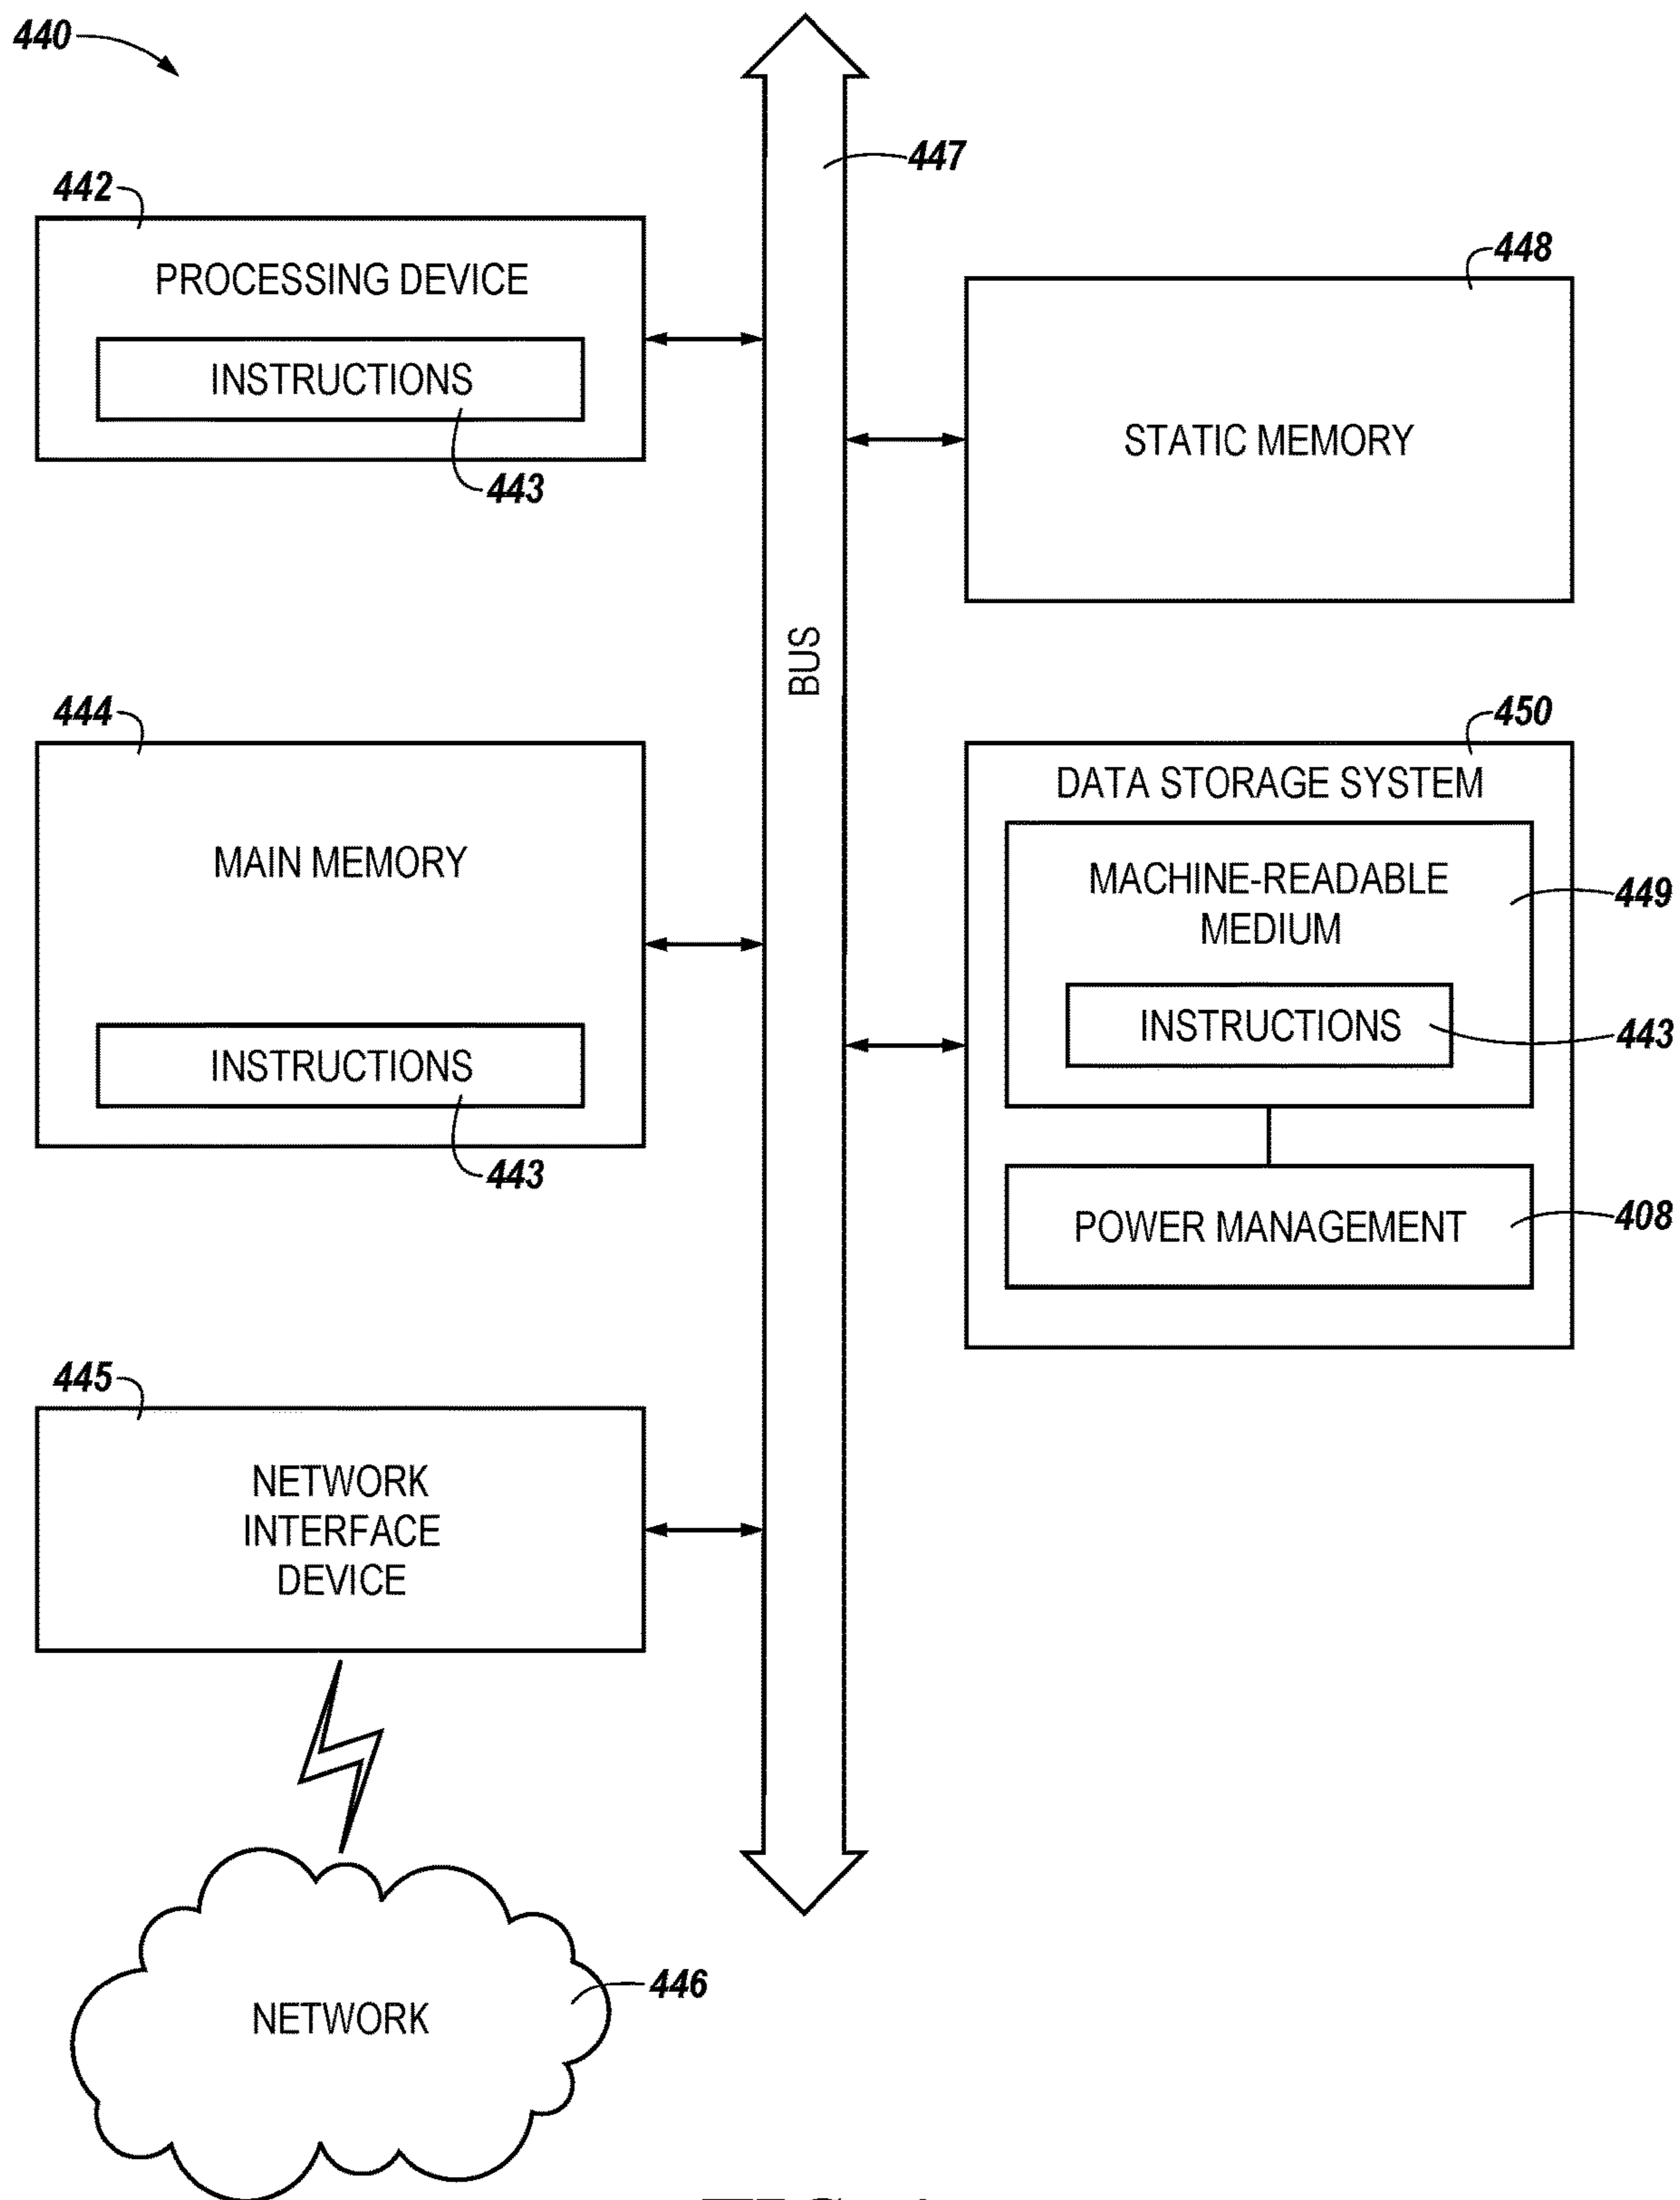 440
447
442
PROCESSING DEVICE
INSTRUCTIONS
443
448
STATIC MEMORY
BUS
444
MAIN MEMORY
INSTRUCTIONS
443
450
DATA STORAGE SYSTEM
MACHINE-READABLE
MEDIUM
449
INSTRUCTIONS
443
POWER MANAGEMENT
408
445
NETWORK
INTERFACE
DEVICE
446
NETWORK